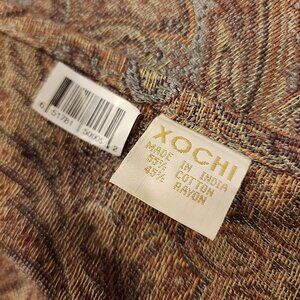 XOCHI
MADE IN INDIA
55% COTTON
45% RAYON